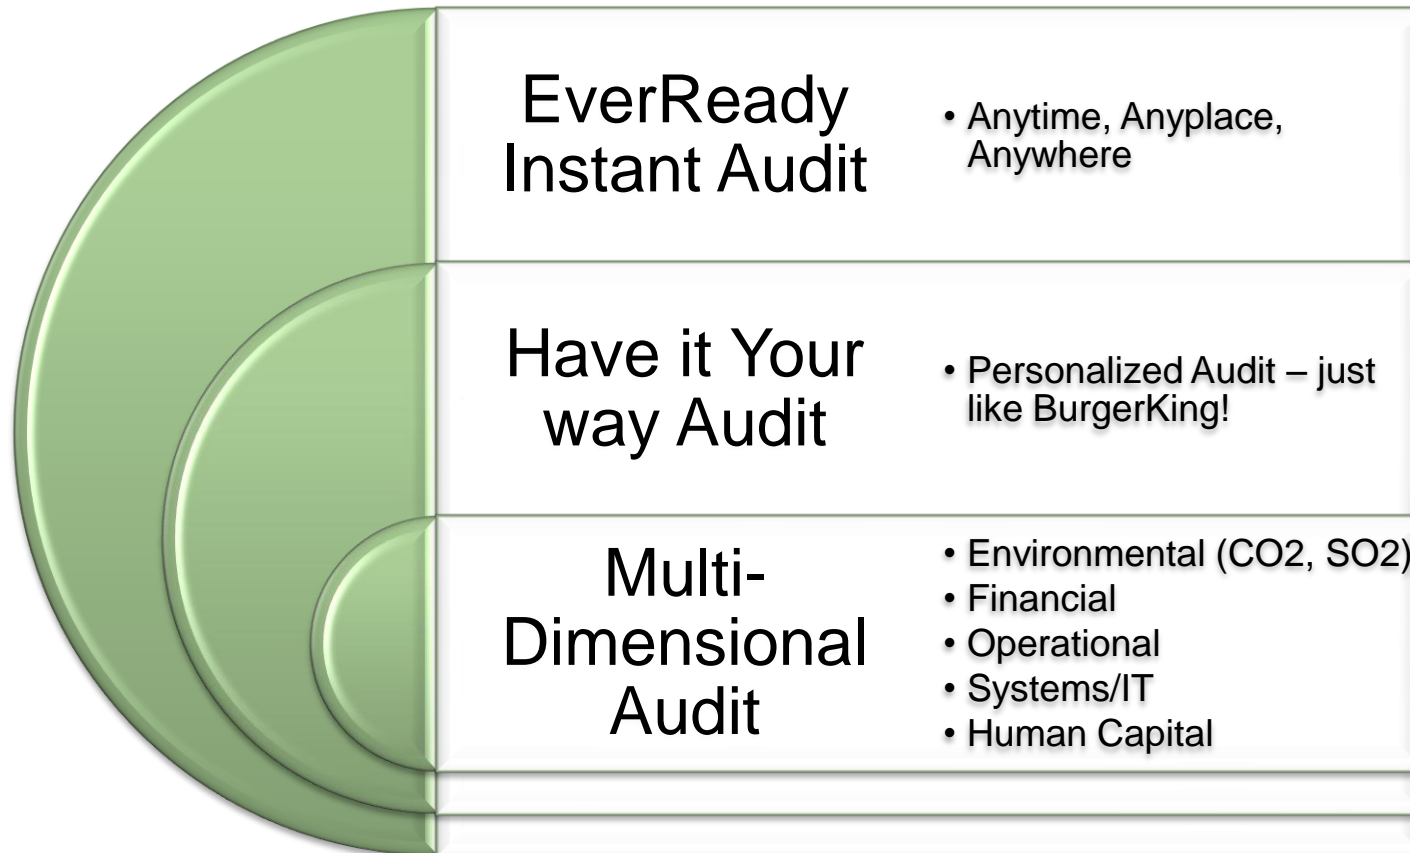 EverReady
Instant Audit
• Anytime, Anyplace,
Anywhere
Have it Your
way Audit
• Personalized Audit – just
like BurgerKing!
Multi-
Dimensional
Audit
• Environmental (CO2, SO2)
• Financial
• Operational
• Systems/IT
• Human Capital